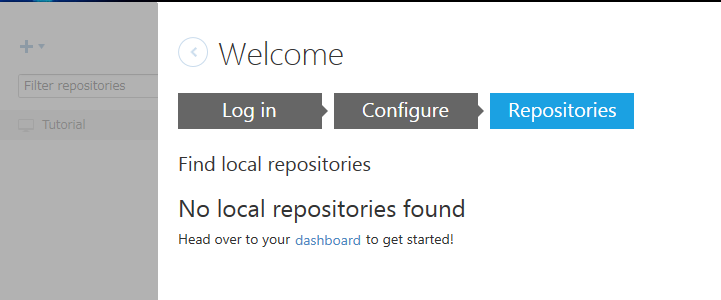 Welcome
Filter repositories
Tutorial
Log in
Configure
Repositories
Find local repositories
No local repositories found
Head over to your dashboard to get started!